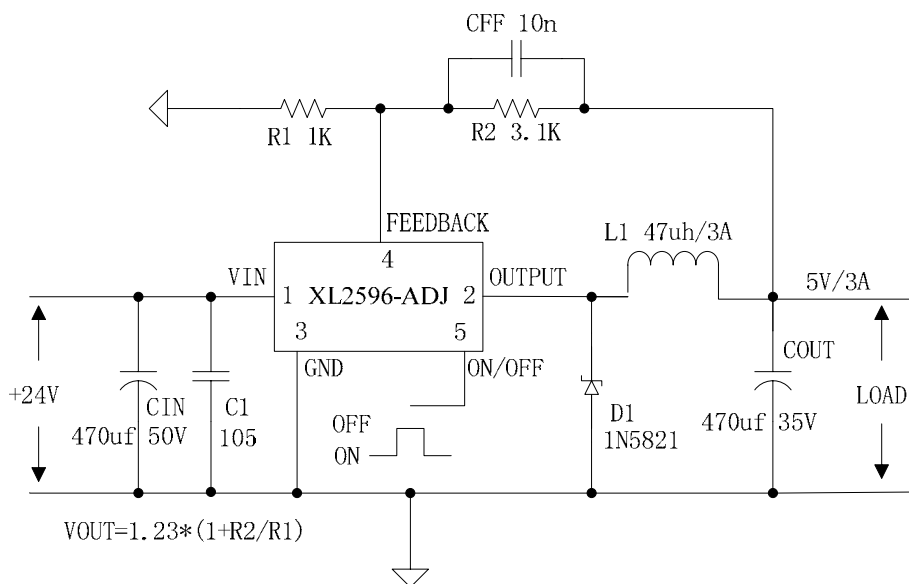 CFF 10n
R1 1K
R2 3.1K
FEEDBACK
L1 47uh/3A
VIN
4
OUTPUT
5V/3A
1 XL2596-ADJ 2
3
5
GND
ON/OFF
COUT
+24V
CIN
C1
OFF
D1
LOAD
470uf 50V
105
1N5821
470uf 35V
ON
VOUT=1.23*(1+R2/R1)